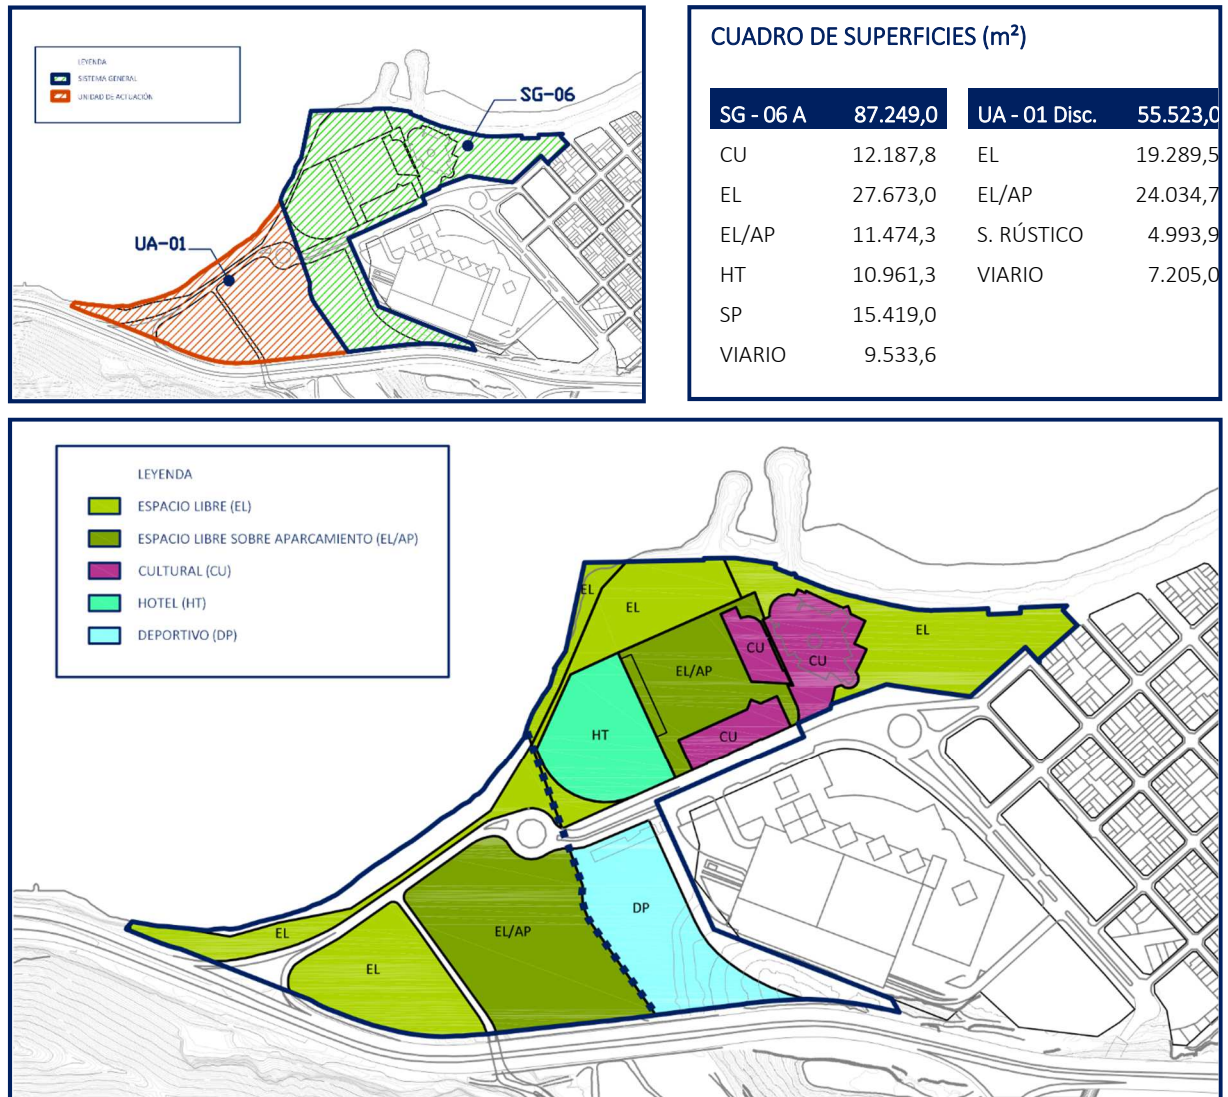 LEYENDA
SISTEMA GENERAL
UNIDAD DE ACTUACIÓN
SG-06
UA-01
CUADRO DE SUPERFICIES (m²)
SG - 06 A 87.249,0
CU 12.187,8
EL 27.673,0
EL/AP 11.474,3
HT 10.961,3
SP 15.419,0
VIARIO 9.533,6
UA - 01 Disc. 55.523,0
EL 19.289,5
EL/AP 24.034,7
S. RÚSTICO 4.993,9
VIARIO 7.205,0
LEYENDA
ESPACIO LIBRE (EL)
ESPACIO LIBRE SOBRE APARCAMIENTO (EL/AP)
CULTURAL (CU)
HOTEL (HT)
DEPORTIVO (DP)
EL
EL
EL
CU
CU
EL/AP
HT
CU
DP
EL/AP
EL
EL